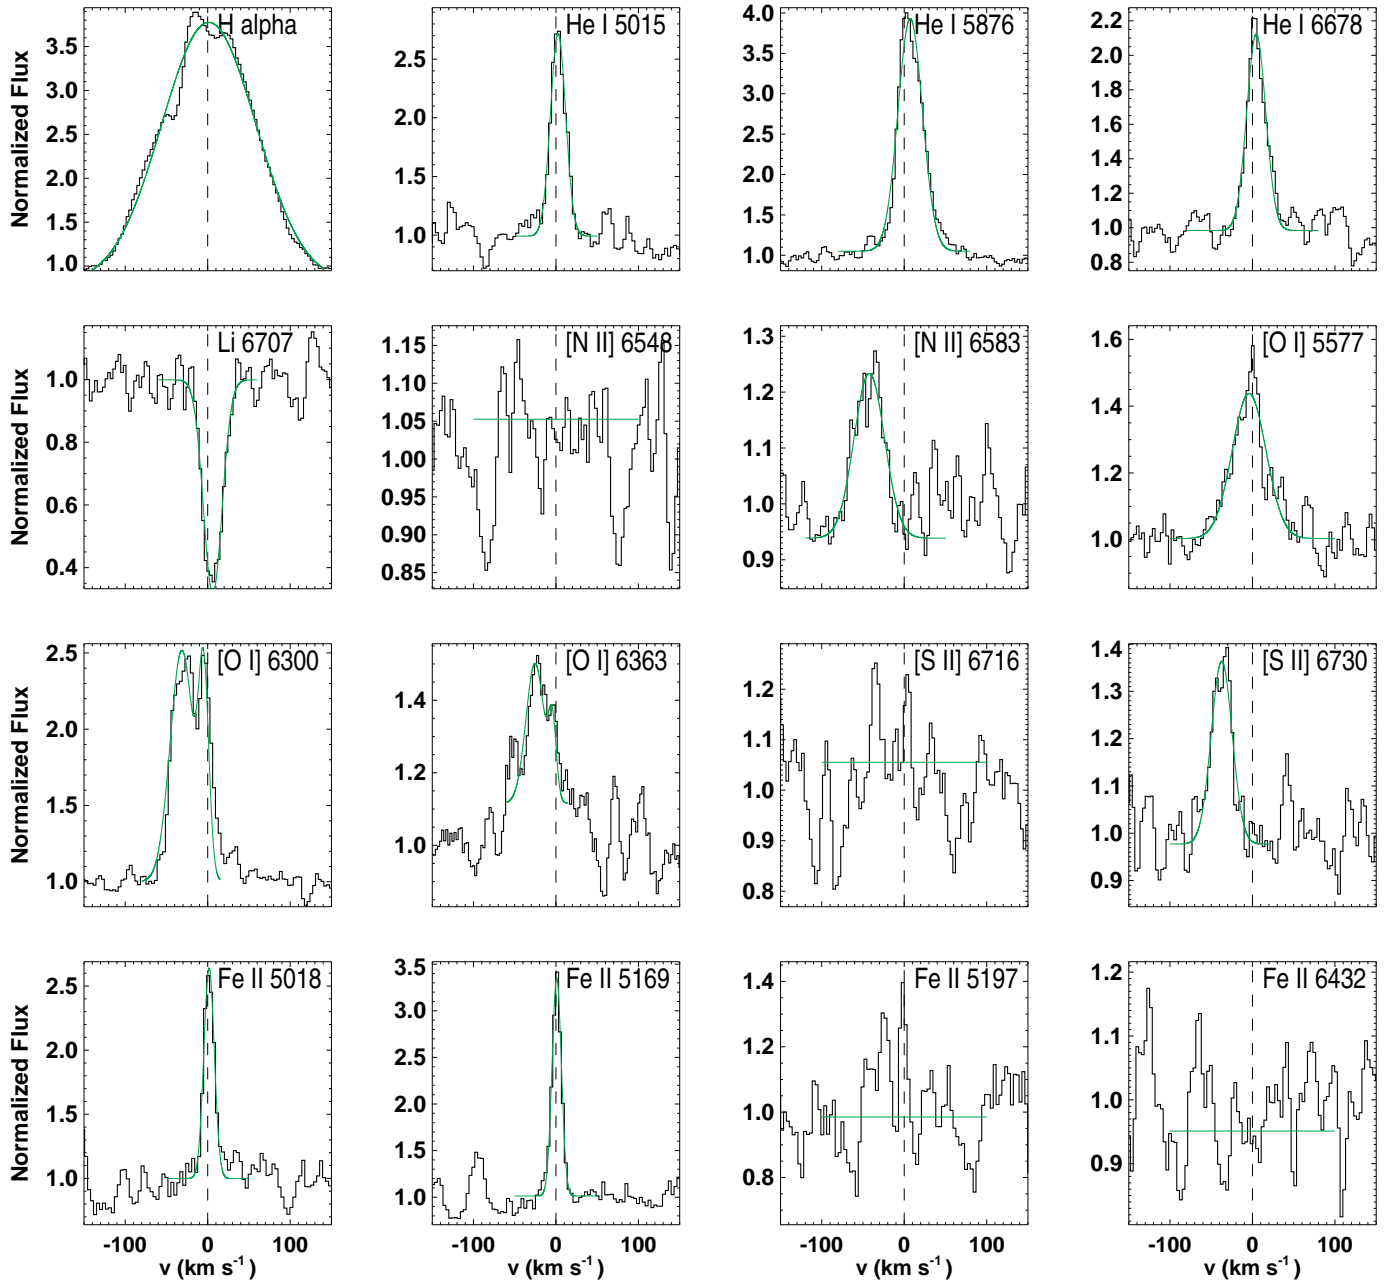 H alpha
He I 5015
He I 5876
He I 6678
Normalized Flux
3.5
3.0
2.5
2.0
1.5
1.0
2.5
2.0
1.5
1.0
4.0
3.5
3.0
2.5
2.0
1.5
1.0
2.2
2.0
1.8
1.6
1.4
1.2
1.0
0.8
Li 6707
[N II] 6548
[N II] 6583
[O I] 5577
Normalized Flux
1.0
0.8
0.6
0.4
1.15
1.10
1.05
1.00
0.95
0.90
0.85
1.3
1.2
1.1
1.0
0.9
1.6
1.4
1.2
1.0
[O I] 6300
[O I] 6363
[S II] 6716
[S II] 6730
Normalized Flux
2.5
2.0
1.5
1.0
1.4
1.2
1.0
1.2
1.1
1.0
0.9
0.8
1.4
1.3
1.2
1.1
1.0
0.9
Fe II 5018
Fe II 5169
Fe II 5197
Fe II 6432
Normalized Flux
2.5
2.0
1.5
1.0
3.5
3.0
2.5
2.0
1.5
1.0
1.4
1.2
1.0
0.8
1.2
1.1
1.0
0.9
-100 0 100
-100 0 100
-100 0 100
-100 0 100
v (km s⁻¹)
v (km s⁻¹)
v (km s⁻¹)
v (km s⁻¹)